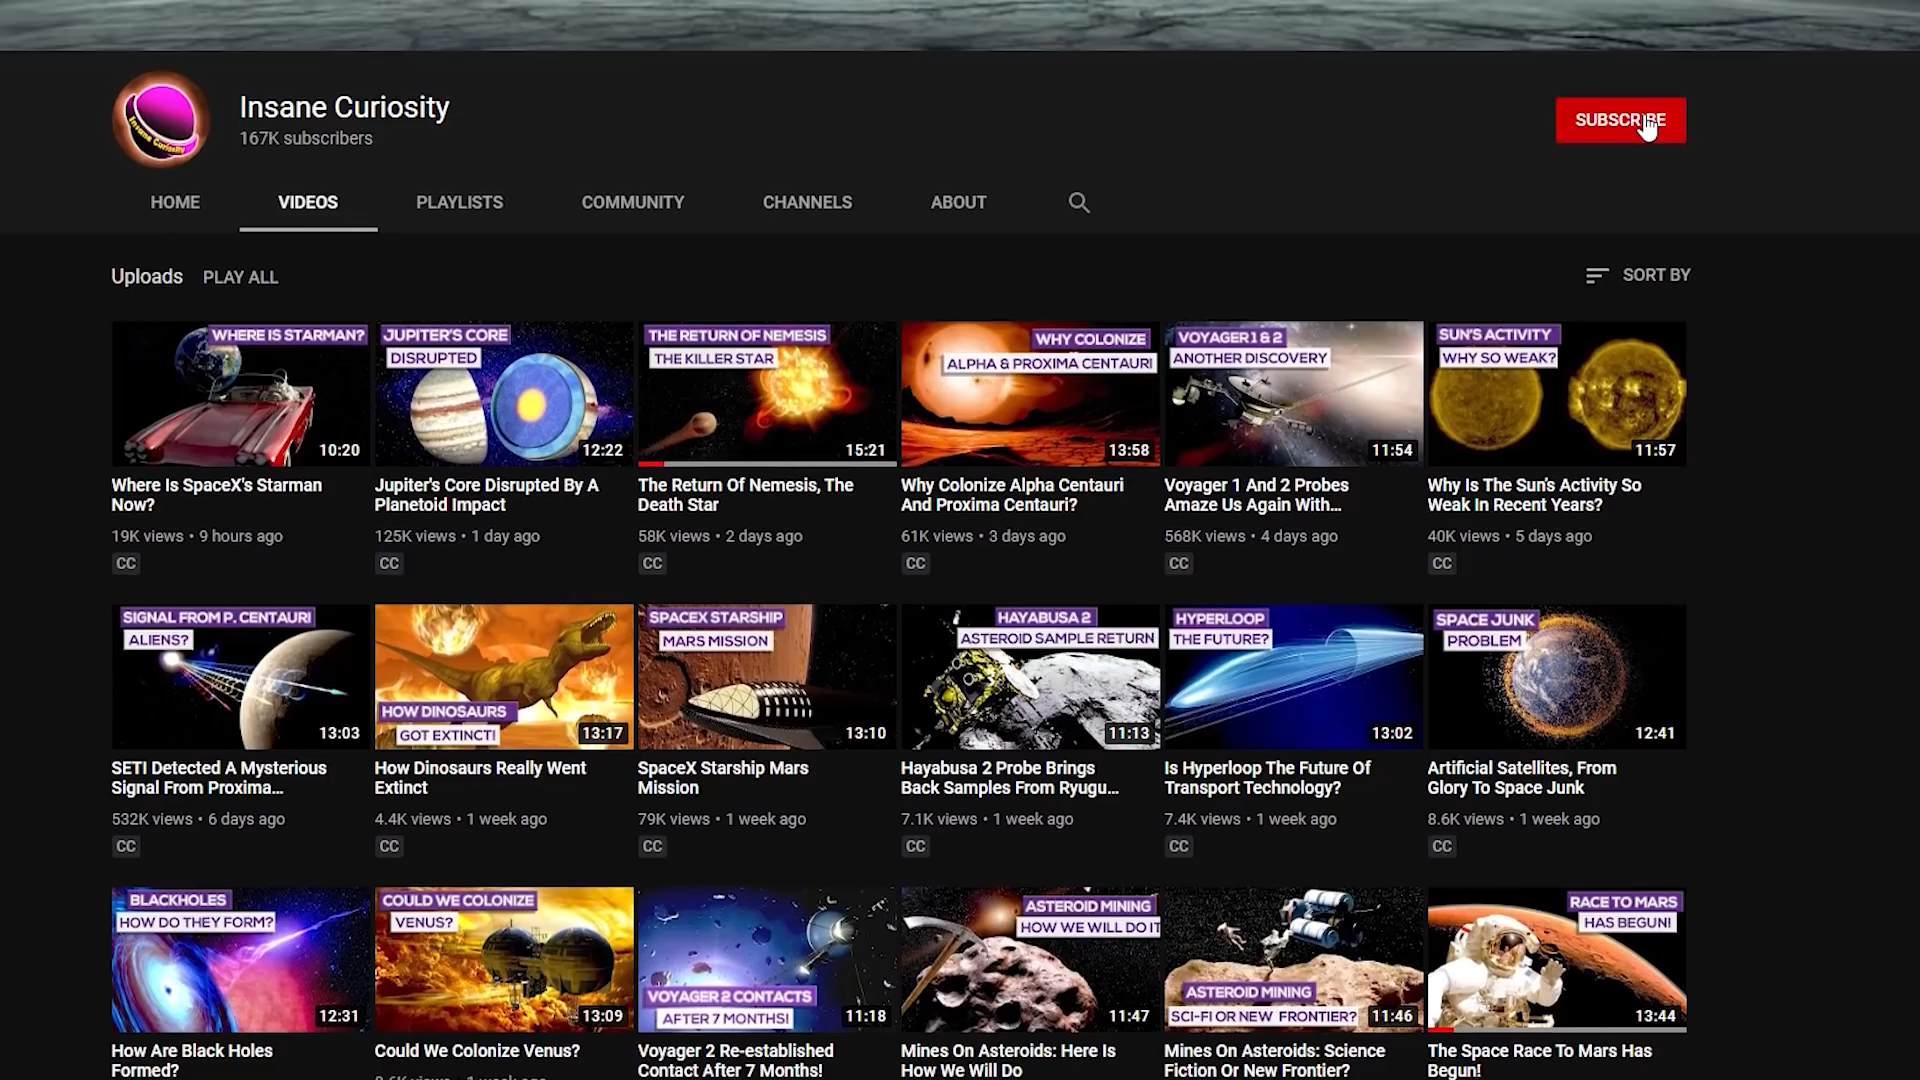 Insane Curiosity
167K subscribers
SUBSCRIBE
Insane Curiosity
HOME
VIDEOS
PLAYLISTS
COMMUNITY
CHANNELS
ABOUT
Uploads
PLAY ALL
SORT BY
WHERE IS STARMAN?
10:20
JUPITER'S CORE
DISRUPTED
12:22
THE RETURN OF NEMESIS
THE KILLER STAR
15:21
WHY COLONIZE
ALPHA & PROXIMA CENTAURI
13:58
VOYAGER 1 & 2
ANOTHER DISCOVERY
11:54
SUN'S ACTIVITY
WHY SO WEAK?
11:57
Where Is SpaceX's Starman
Now?
19K views • 9 hours ago
CC
Jupiter's Core Disrupted By A
Planetoid Impact
125K views • 1 day ago
CC
The Return Of Nemesis, The
Death Star
58K views • 2 days ago
CC
Why Colonize Alpha Centauri
And Proxima Centauri?
61K views • 3 days ago
CC
Voyager 1 And 2 Probes
Amaze Us Again With...
568K views • 4 days ago
CC
Why Is The Sun's Activity So
Weak In Recent Years?
40K views • 5 days ago
CC
SIGNAL FROM P. CENTAURI
ALIENS?
13:03
HOW DINOSAURS
GOT EXTINCT!
13:17
SPACEX STARSHIP
MARS MISSION
13:10
HAYABUSA 2
ASTEROID SAMPLE RETURN
11:13
HYPERLOOP
THE FUTURE?
13:02
SPACE JUNK
PROBLEM
12:41
SETI Detected A Mysterious
Signal From Proxima...
532K views • 6 days ago
CC
How Dinosaurs Really Went
Extinct
4.4K views • 1 week ago
CC
SpaceX Starship Mars
Mission
79K views • 1 week ago
CC
Hayabusa 2 Probe Brings
Back Samples From Ryugu...
7.1K views • 1 week ago
CC
Is Hyperloop The Future Of
Transport Technology?
7.4K views • 1 week ago
CC
Artificial Satellites, From
Glory To Space Junk
8.6K views • 1 week ago
CC
BLACKHOLES
HOW DO THEY FORM?
12:31
COULD WE COLONIZE
VENUS?
13:09
VOYAGER 2 CONTACTS
AFTER 7 MONTHS!
11:18
ASTEROID MINING
HOW WE WILL DO IT
11:47
ASTEROID MINING
SCI-FI OR NEW FRONTIER?
11:46
RACE TO MARS
HAS BEGUN!
13:44
How Are Black Holes
Formed?
Could We Colonize Venus?
Voyager 2 Re-established
Contact After 7 Months!
Mines On Asteroids: Here Is
How We Will Do
Mines On Asteroids: Science
Fiction Or New Frontier?
The Space Race To Mars Has
Begun!